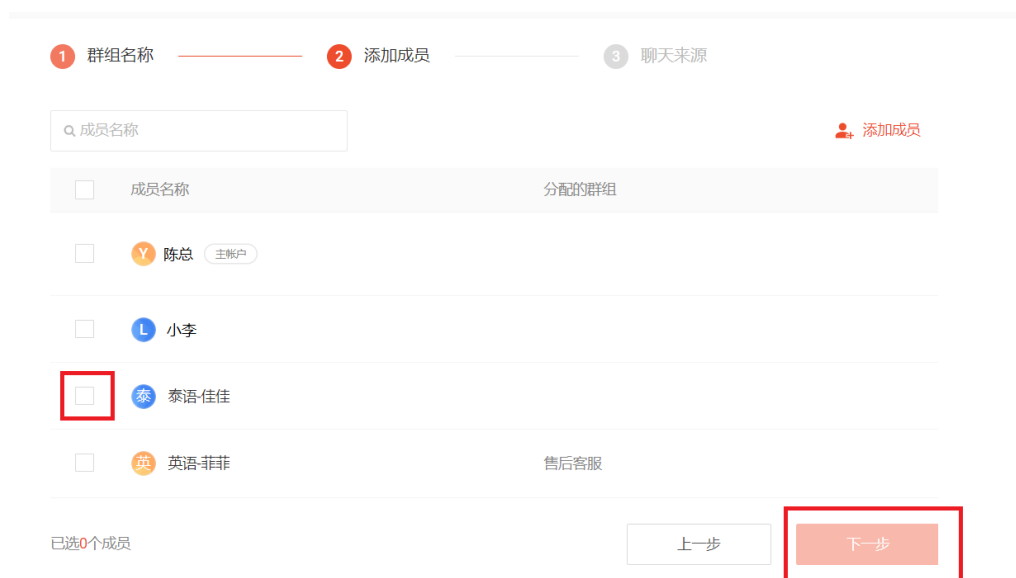 1 群组名称 2 添加成员 3 聊天来源
成员名称 添加成员
成员名称 分配的群组
Y 陈总 主帐户
L 小李
泰 泰语-佳佳
英 英语-菲菲 售后客服
已选0个成员 上一步 下一步